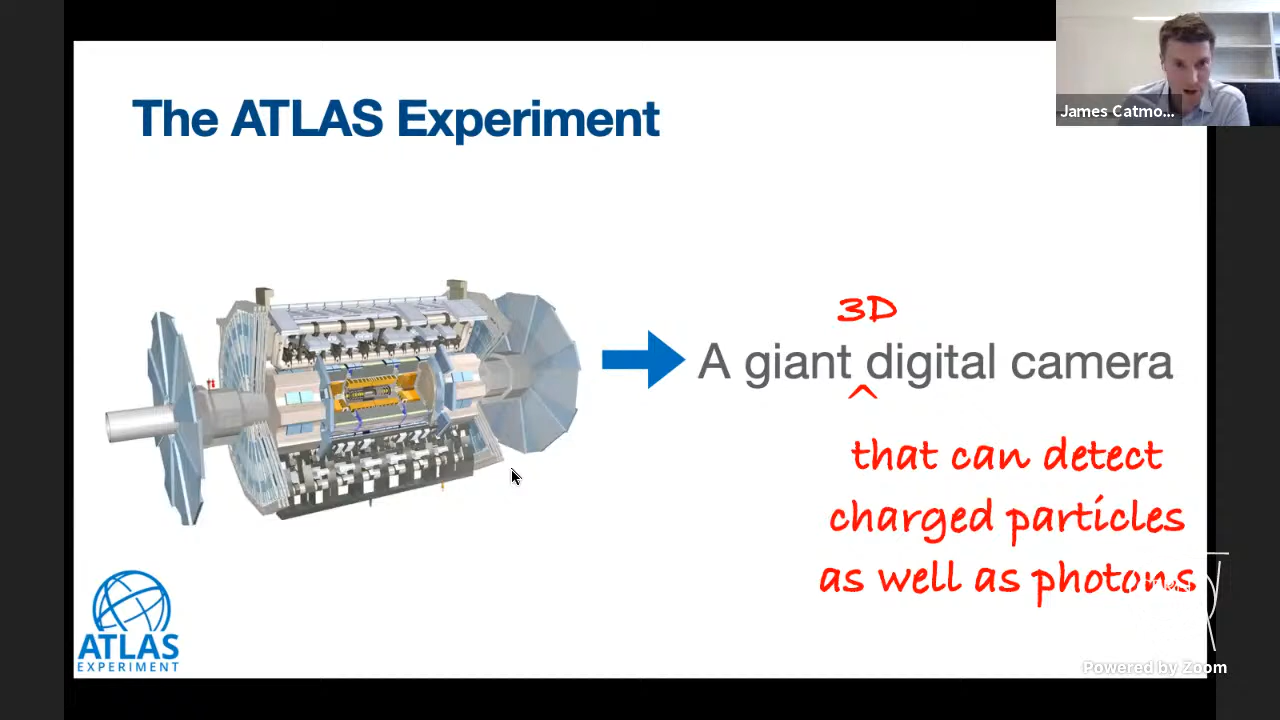 The ATLAS Experiment
James Catmo...
3D
A giant digital camera
^
that can detect
charged particles
as well as photons
CERN
ATLAS
EXPERIMENT
Powered by Zoom